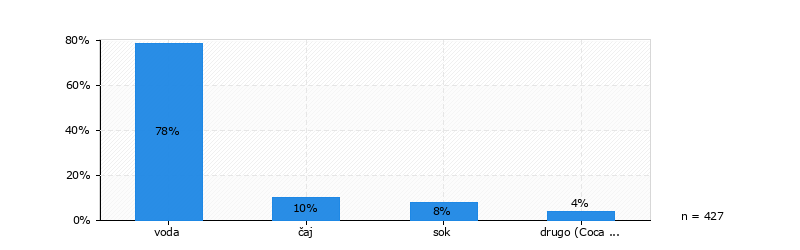 80%
60%
40%
20%
0%
78%
10%
8%
4%
voda
čaj
sok
drugo (Coca ...
n = 427